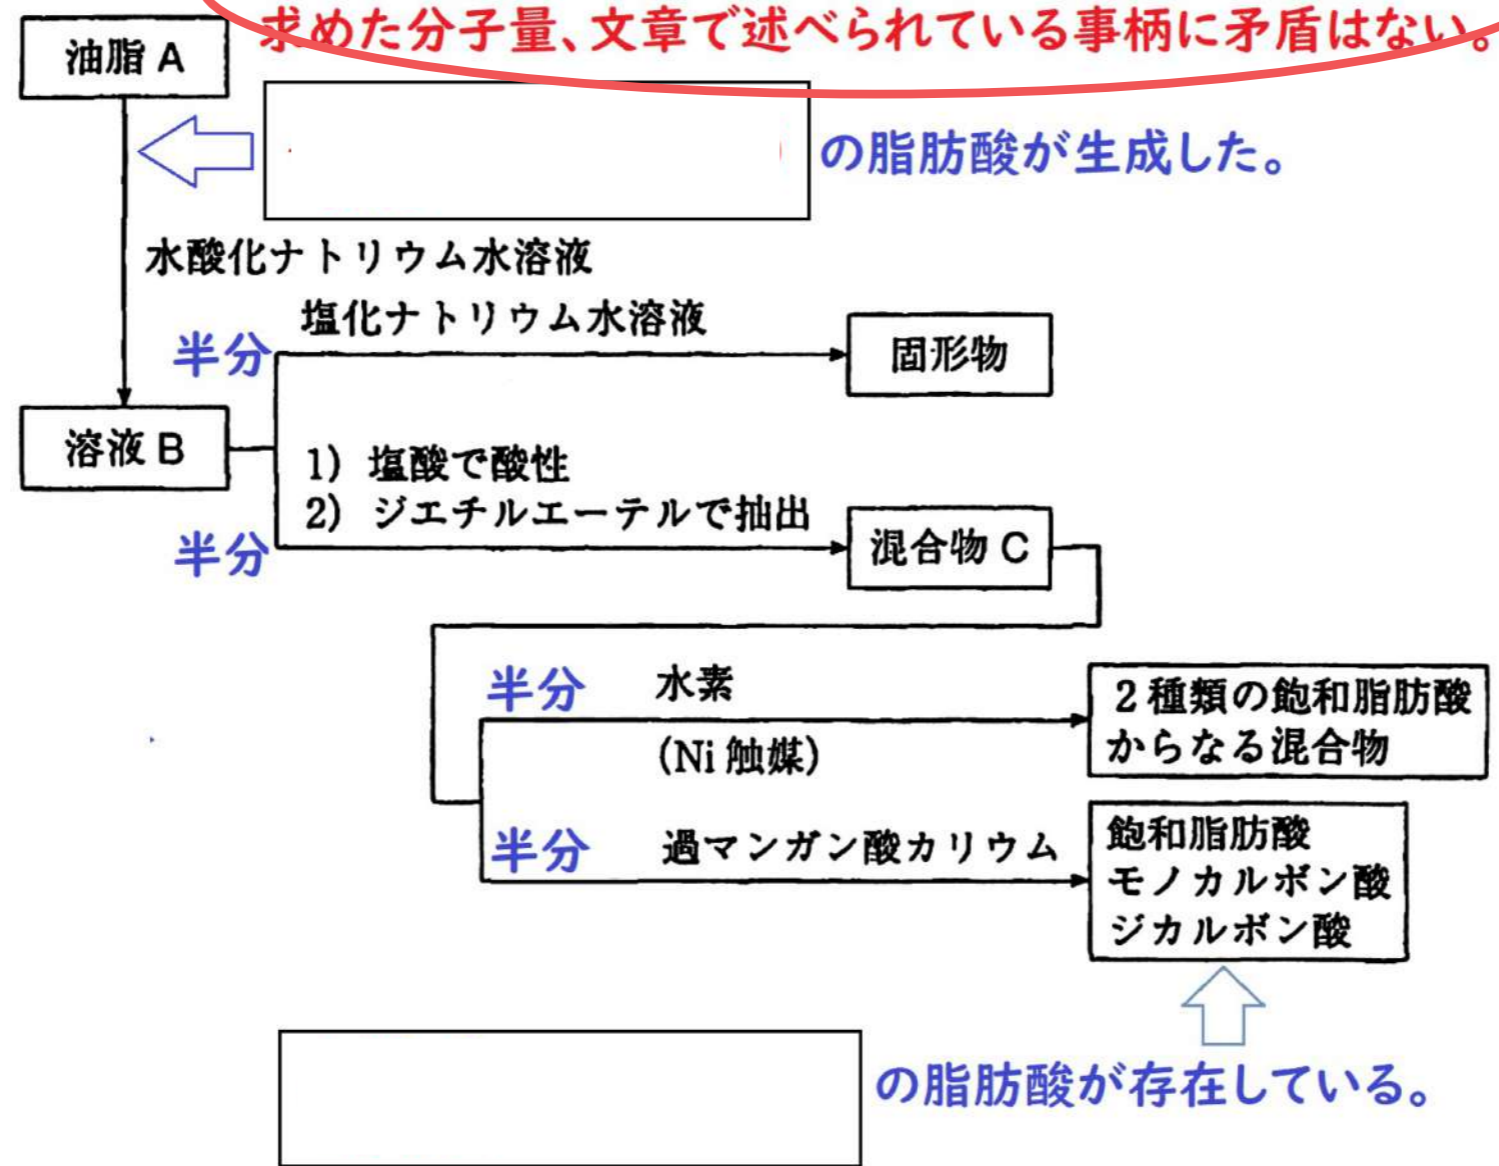 求めた分子量、文章で述べられている事柄に矛盾はない。
油脂 A
の脂肪酸が生成した。
水酸化ナトリウム水溶液
半分
塩化ナトリウム水溶液
固形物
溶液 B
1) 塩酸で酸性
2) ジエチルエーテルで抽出
半分
混合物 C
半分
水素
(Ni 触媒)
2種類の飽和脂肪酸
からなる混合物
半分
過マンガン酸カリウム
飽和脂肪酸
モノカルボン酸
ジカルボン酸
の脂肪酸が存在している。